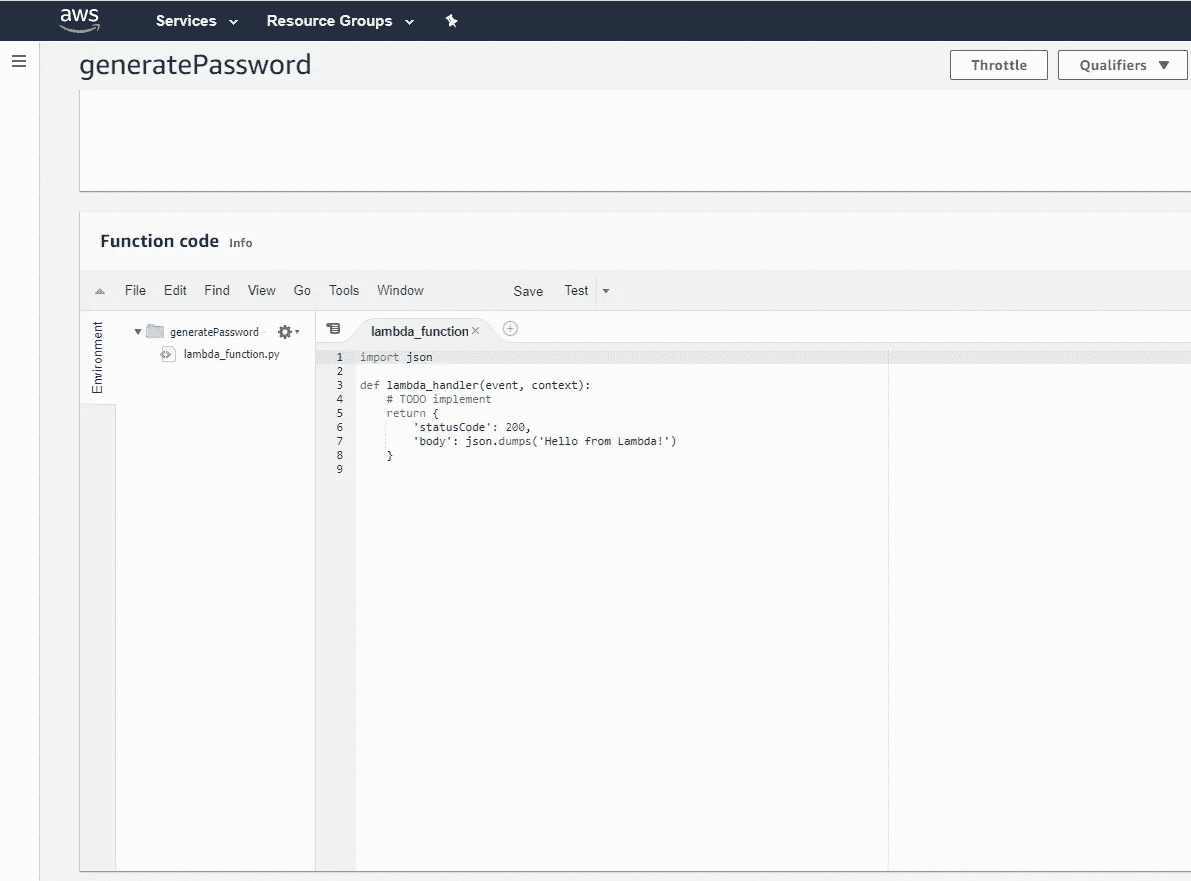 aws Services Resource Groups
generatePassword Throttle Qualifiers
Function code Info
File Edit Find View Go Tools Window Save Test
Environment
generatePassword
lambda_function.py
lambda_function
1 import json
2
3 def lambda_handler(event, context):
4 # TODO implement
5 return {
6 'statusCode': 200,
7 'body': json.dumps('Hello from Lambda!')
8 }
9